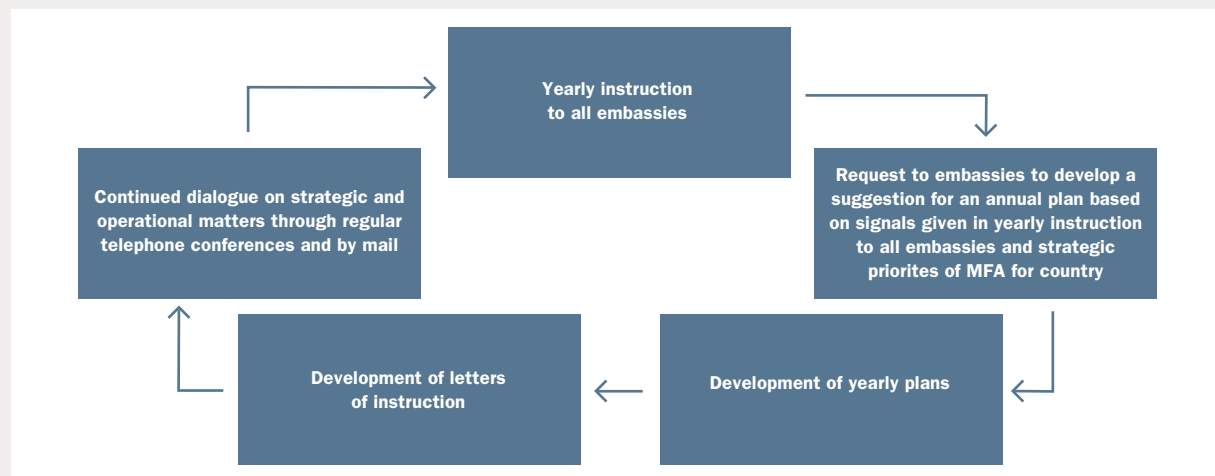 Yearly instruction
to all embassies
Request to embassies to develop a
suggestion for an annual plan based
on signals given in yearly instruction
to all embassies and strategic
priorites of MFA for country
Development of yearly plans
Development of letters
of instruction
Continued dialogue on strategic and
operational matters through regular
telephone conferences and by mail